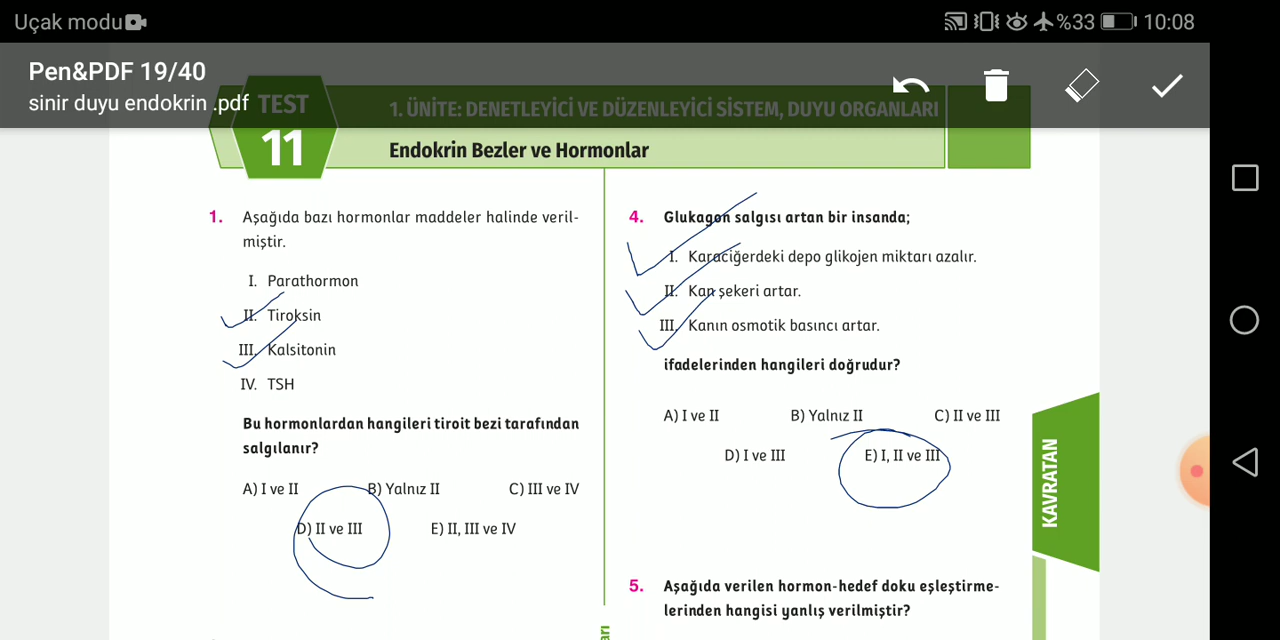 Uçak modu
%33 10:08
Pen&PDF 19/40
sinir duyu endokrin .pdf
TEST
11
1. ÜNİTE: DENETLEYİCİ VE DÜZENLEYİCİ SİSTEM, DUYU ORGANLARI
Endokrin Bezler ve Hormonlar
1. Aşağıda bazı hormonlar maddeler halinde veril-
miştir.
I. Parathormon
II. Tiroksin
III. Kalsitonin
IV. TSH
Bu hormonlardan hangileri tiroit bezi tarafından
salgılanır?
A) I ve II B) Yalnız II C) III ve IV
D) II ve III E) II, III ve IV
4. Glukagon salgısı artan bir insanda;
I. Karaciğerdeki depo glikojen miktarı azalır.
II. Kan şekeri artar.
III. Kanın osmotik basıncı artar.
ifadelerinden hangileri doğrudur?
A) I ve II B) Yalnız II C) II ve III
D) I ve III E) I, II ve III
5. Aşağıda verilen hormon-hedef doku eşleştirme-
lerinden hangisi yanlış verilmiştir?
KAVRATAN